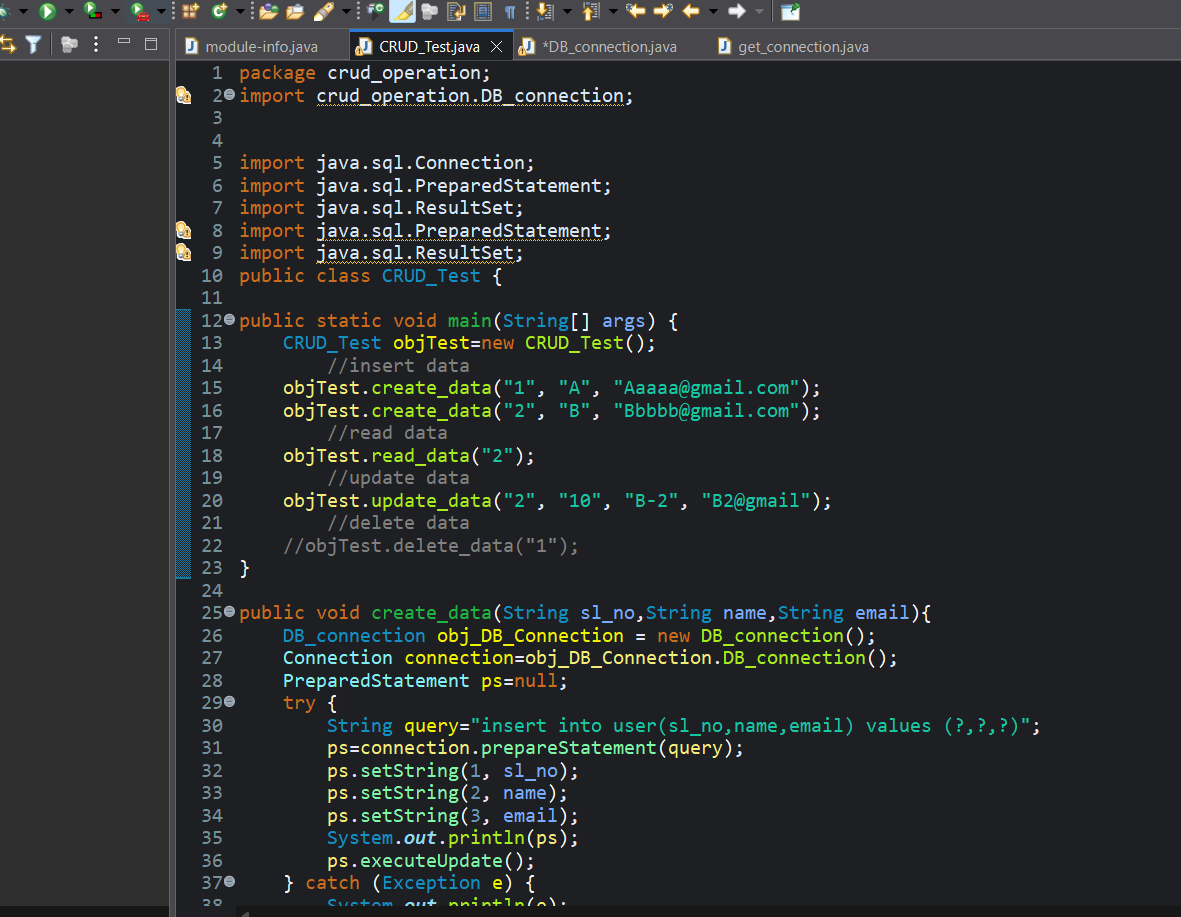 module-info.java CRUD_Test.java *DB_connection.java get_connection.java
1 package crud_operation;
2 import crud_operation.DB_connection;
3
4
5 import java.sql.Connection;
6 import java.sql.PreparedStatement;
7 import java.sql.ResultSet;
8 import java.sql.PreparedStatement;
9 import java.sql.ResultSet;
10 public class CRUD_Test {
11
12 public static void main(String[] args) {
13 CRUD_Test objTest=new CRUD_Test();
14 //insert data
15 objTest.create_data("1", "A", "Aaaaa@gmail.com");
16 objTest.create_data("2", "B", "Bbbbb@gmail.com");
17 //read data
18 objTest.read_data("2");
19 //update data
20 objTest.update_data("2", "10", "B-2", "B2@gmail");
21 //delete data
22 //objTest.delete_data("1");
23 }
24
25 public void create_data(String sl_no,String name,String email){
26 DB_connection obj_DB_Connection = new DB_connection();
27 Connection connection=obj_DB_Connection.DB_connection();
28 PreparedStatement ps=null;
29 try {
30 String query="insert into user(sl_no,name,email) values (?,?,?)";
31 ps=connection.prepareStatement(query);
32 ps.setString(1, sl_no);
33 ps.setString(2, name);
34 ps.setString(3, email);
35 System.out.println(ps);
36 ps.executeUpdate();
37 } catch (Exception e) {
38 System.out.println(e);